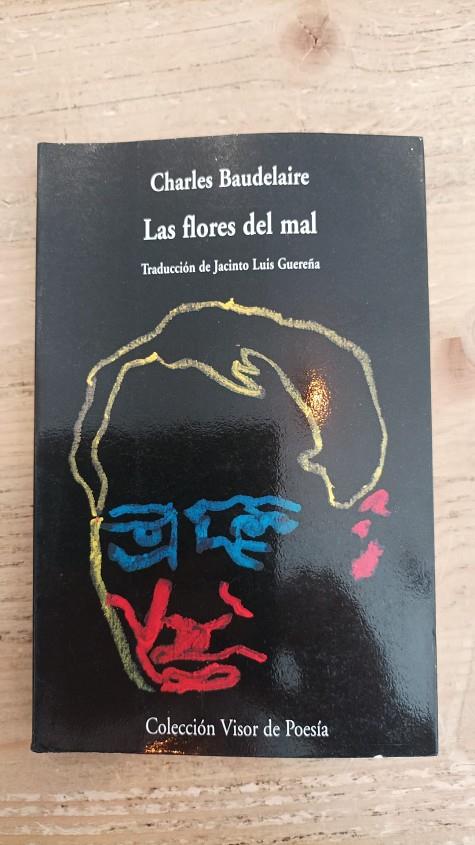 Charles Baudelaire
Las flores del mal
Traducción de Jacinto Luis Guereña
Colección Visor de Poesía